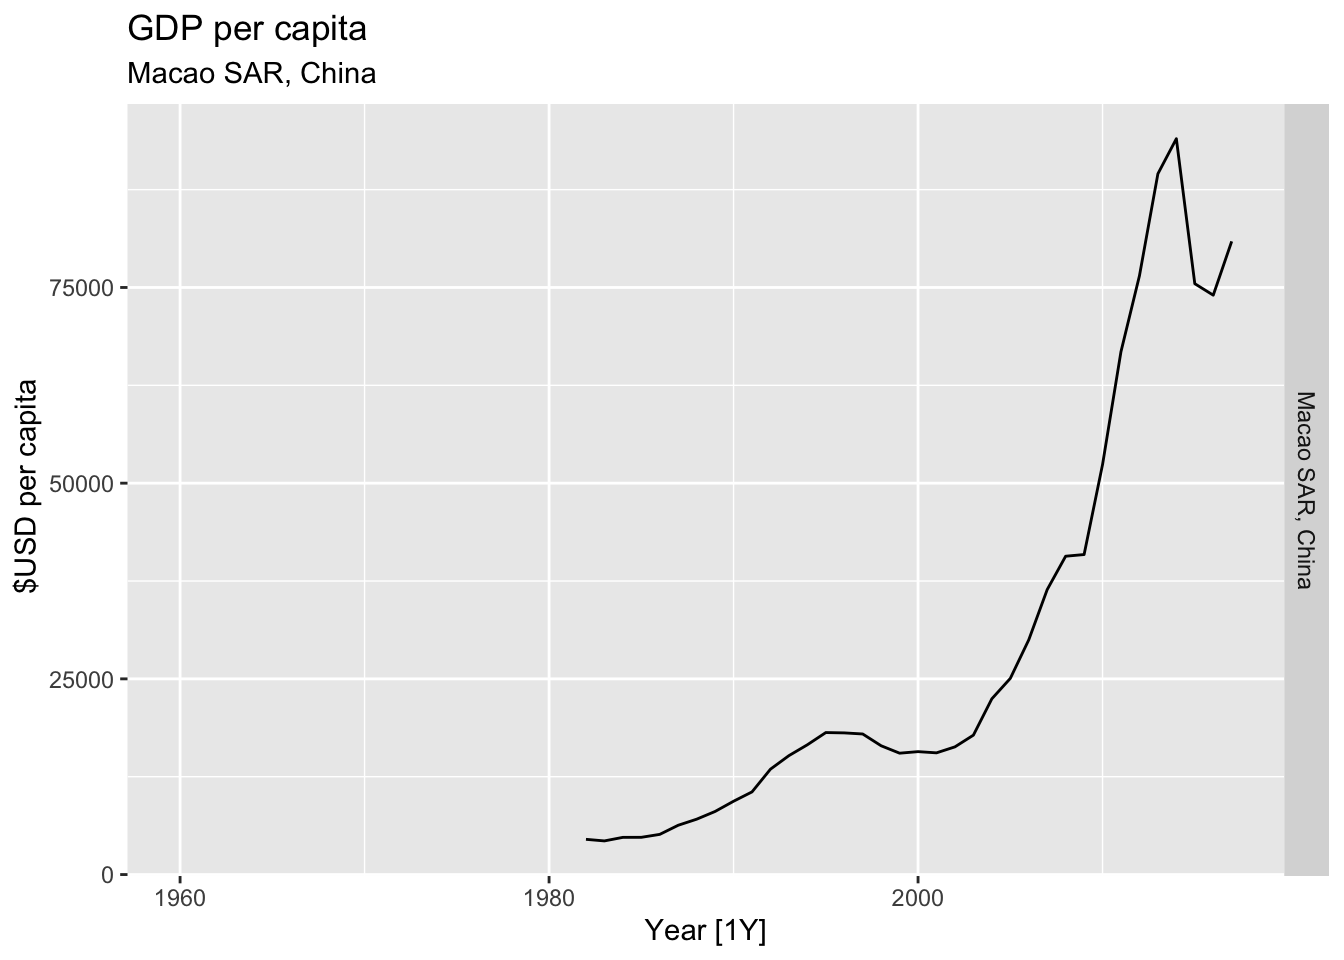 GDP per capita
Macao SAR, China
75000
50000
25000
0
$USD per capita
Macao SAR, China
1960
1980
2000
Year [1Y]